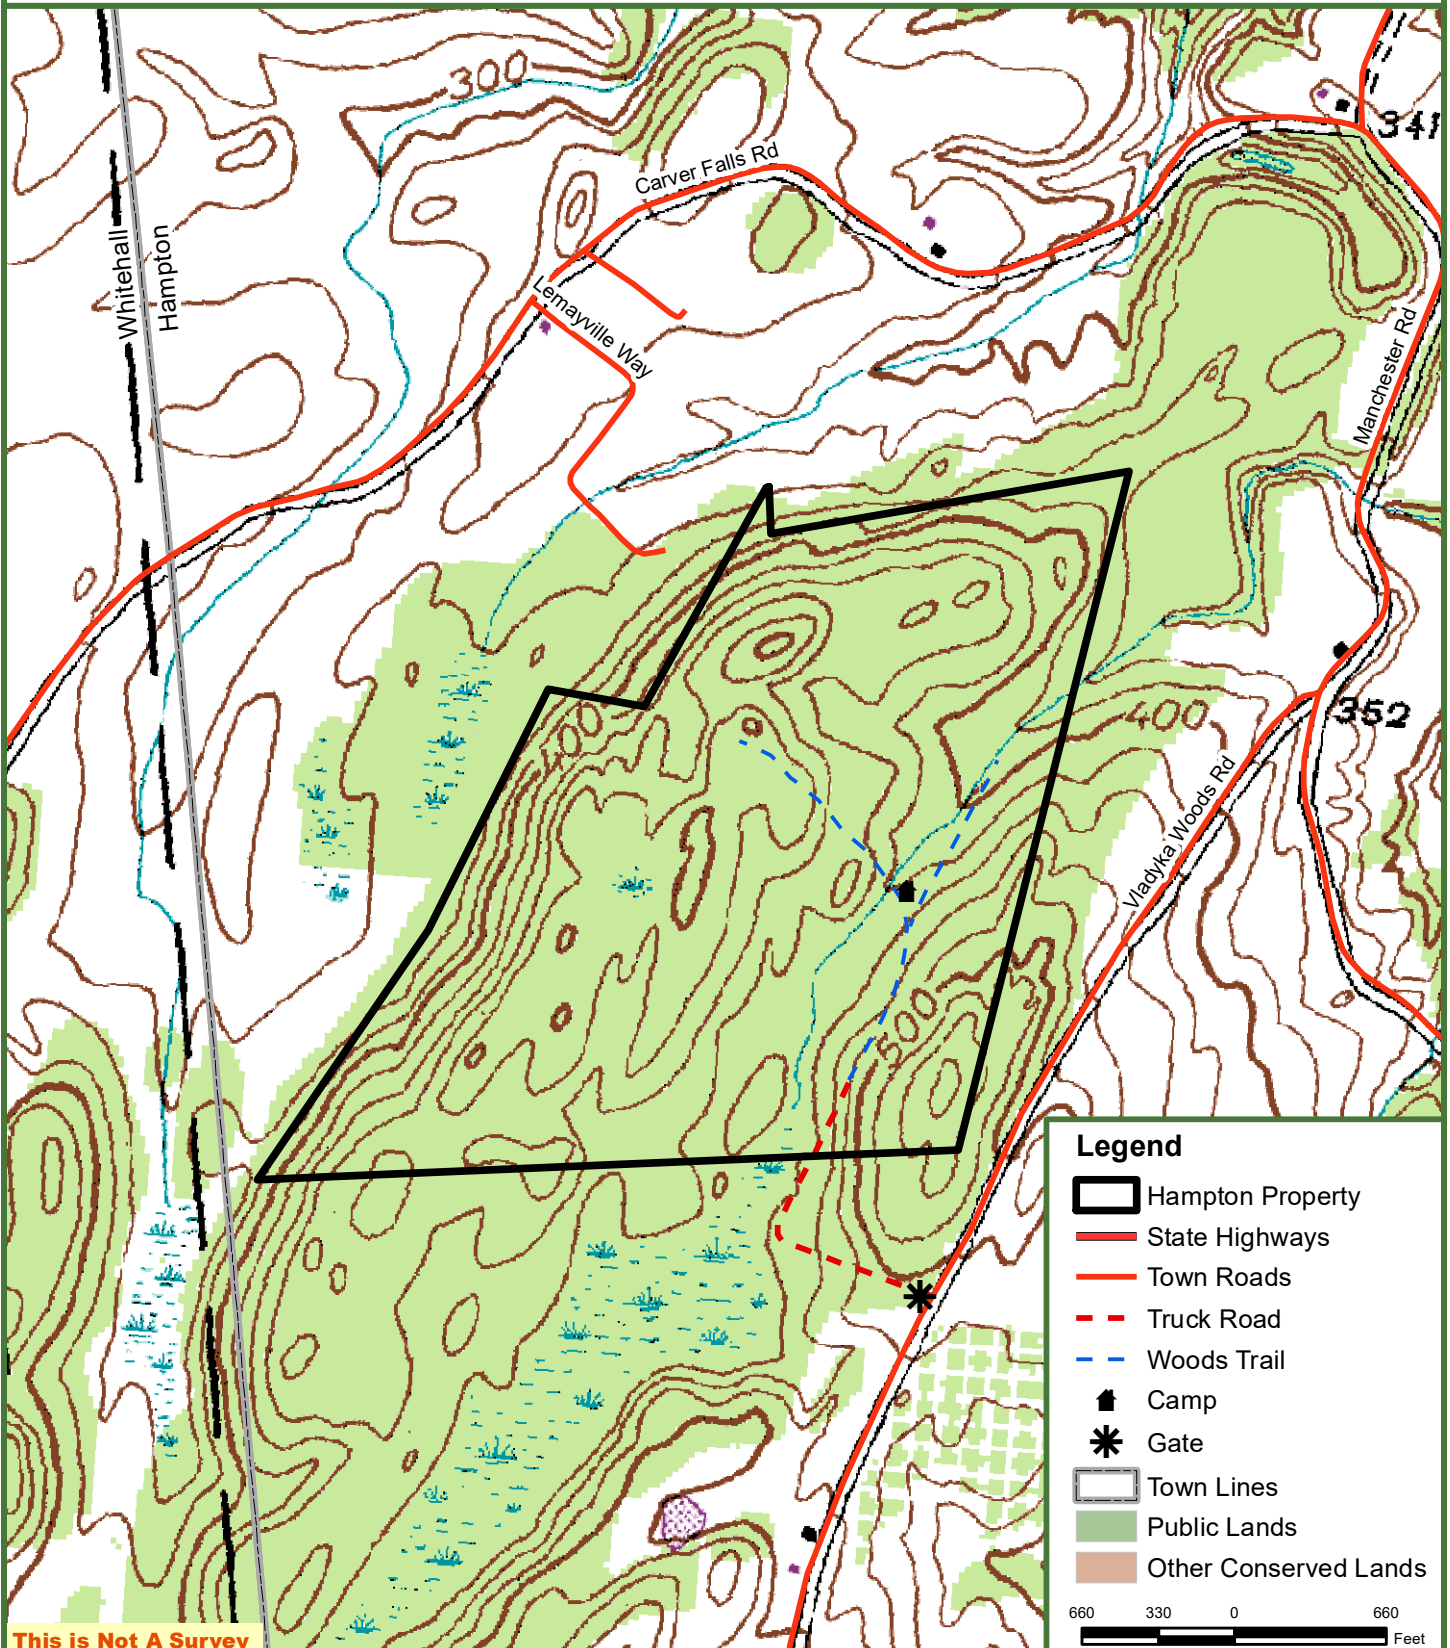 300
341
Carver Falls Rd
Whitehall
Hampton
Lemayville Way
Manchester Rd
400
400
352
Vladyka Woods Rd
500
Legend
Hampton Property
State Highways
Town Roads
Truck Road
Woods Trail
Camp
Gate
Town Lines
Public Lands
Other Conserved Lands
660 330 0 660
Feet
This is Not A Survey